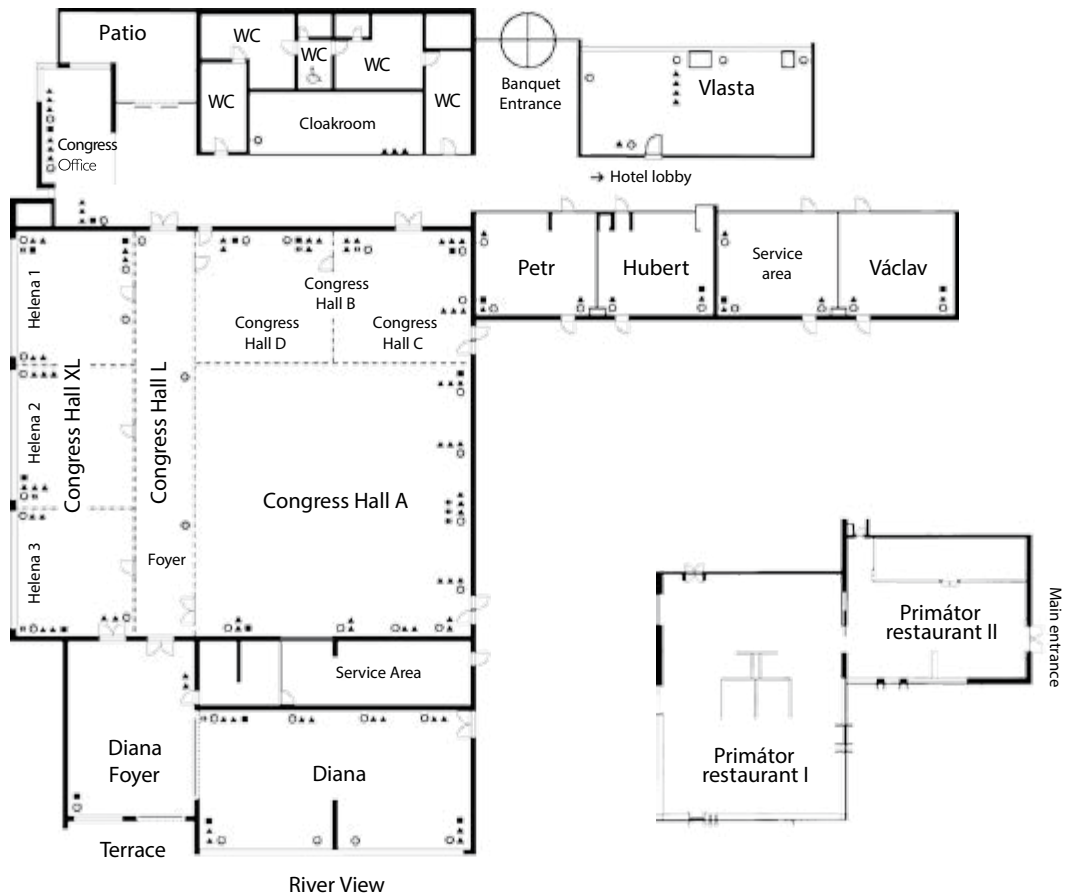 Patio
WC
WC
WC
WC
WC
Cloakroom
Banquet
Entrance
Vlasta
Congress
Office
→ Hotel lobby
Petr
Hubert
Service
area
Václav
Helena 1
Congress
Hall B
Congress
Hall D
Congress
Hall C
Helena 2
Congress Hall XL
Congress Hall L
Congress Hall A
Helena 3
Foyer
Service Area
Diana
Foyer
Diana
Terrace
River View
Primátor
restaurant II
Main entrance
Primátor
restaurant I